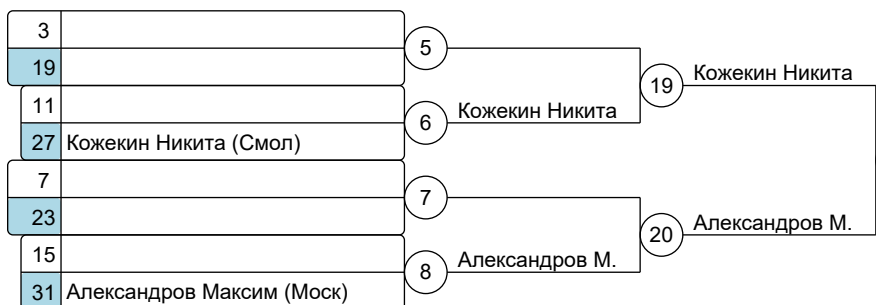 3
19
5
11
27 Кожекин Никита (Смол)
6
Кожекин Никита
19
Кожекин Никита
7
23
7
15
31 Александров Максим (Моск)
8
Александров М.
20
Александров М.